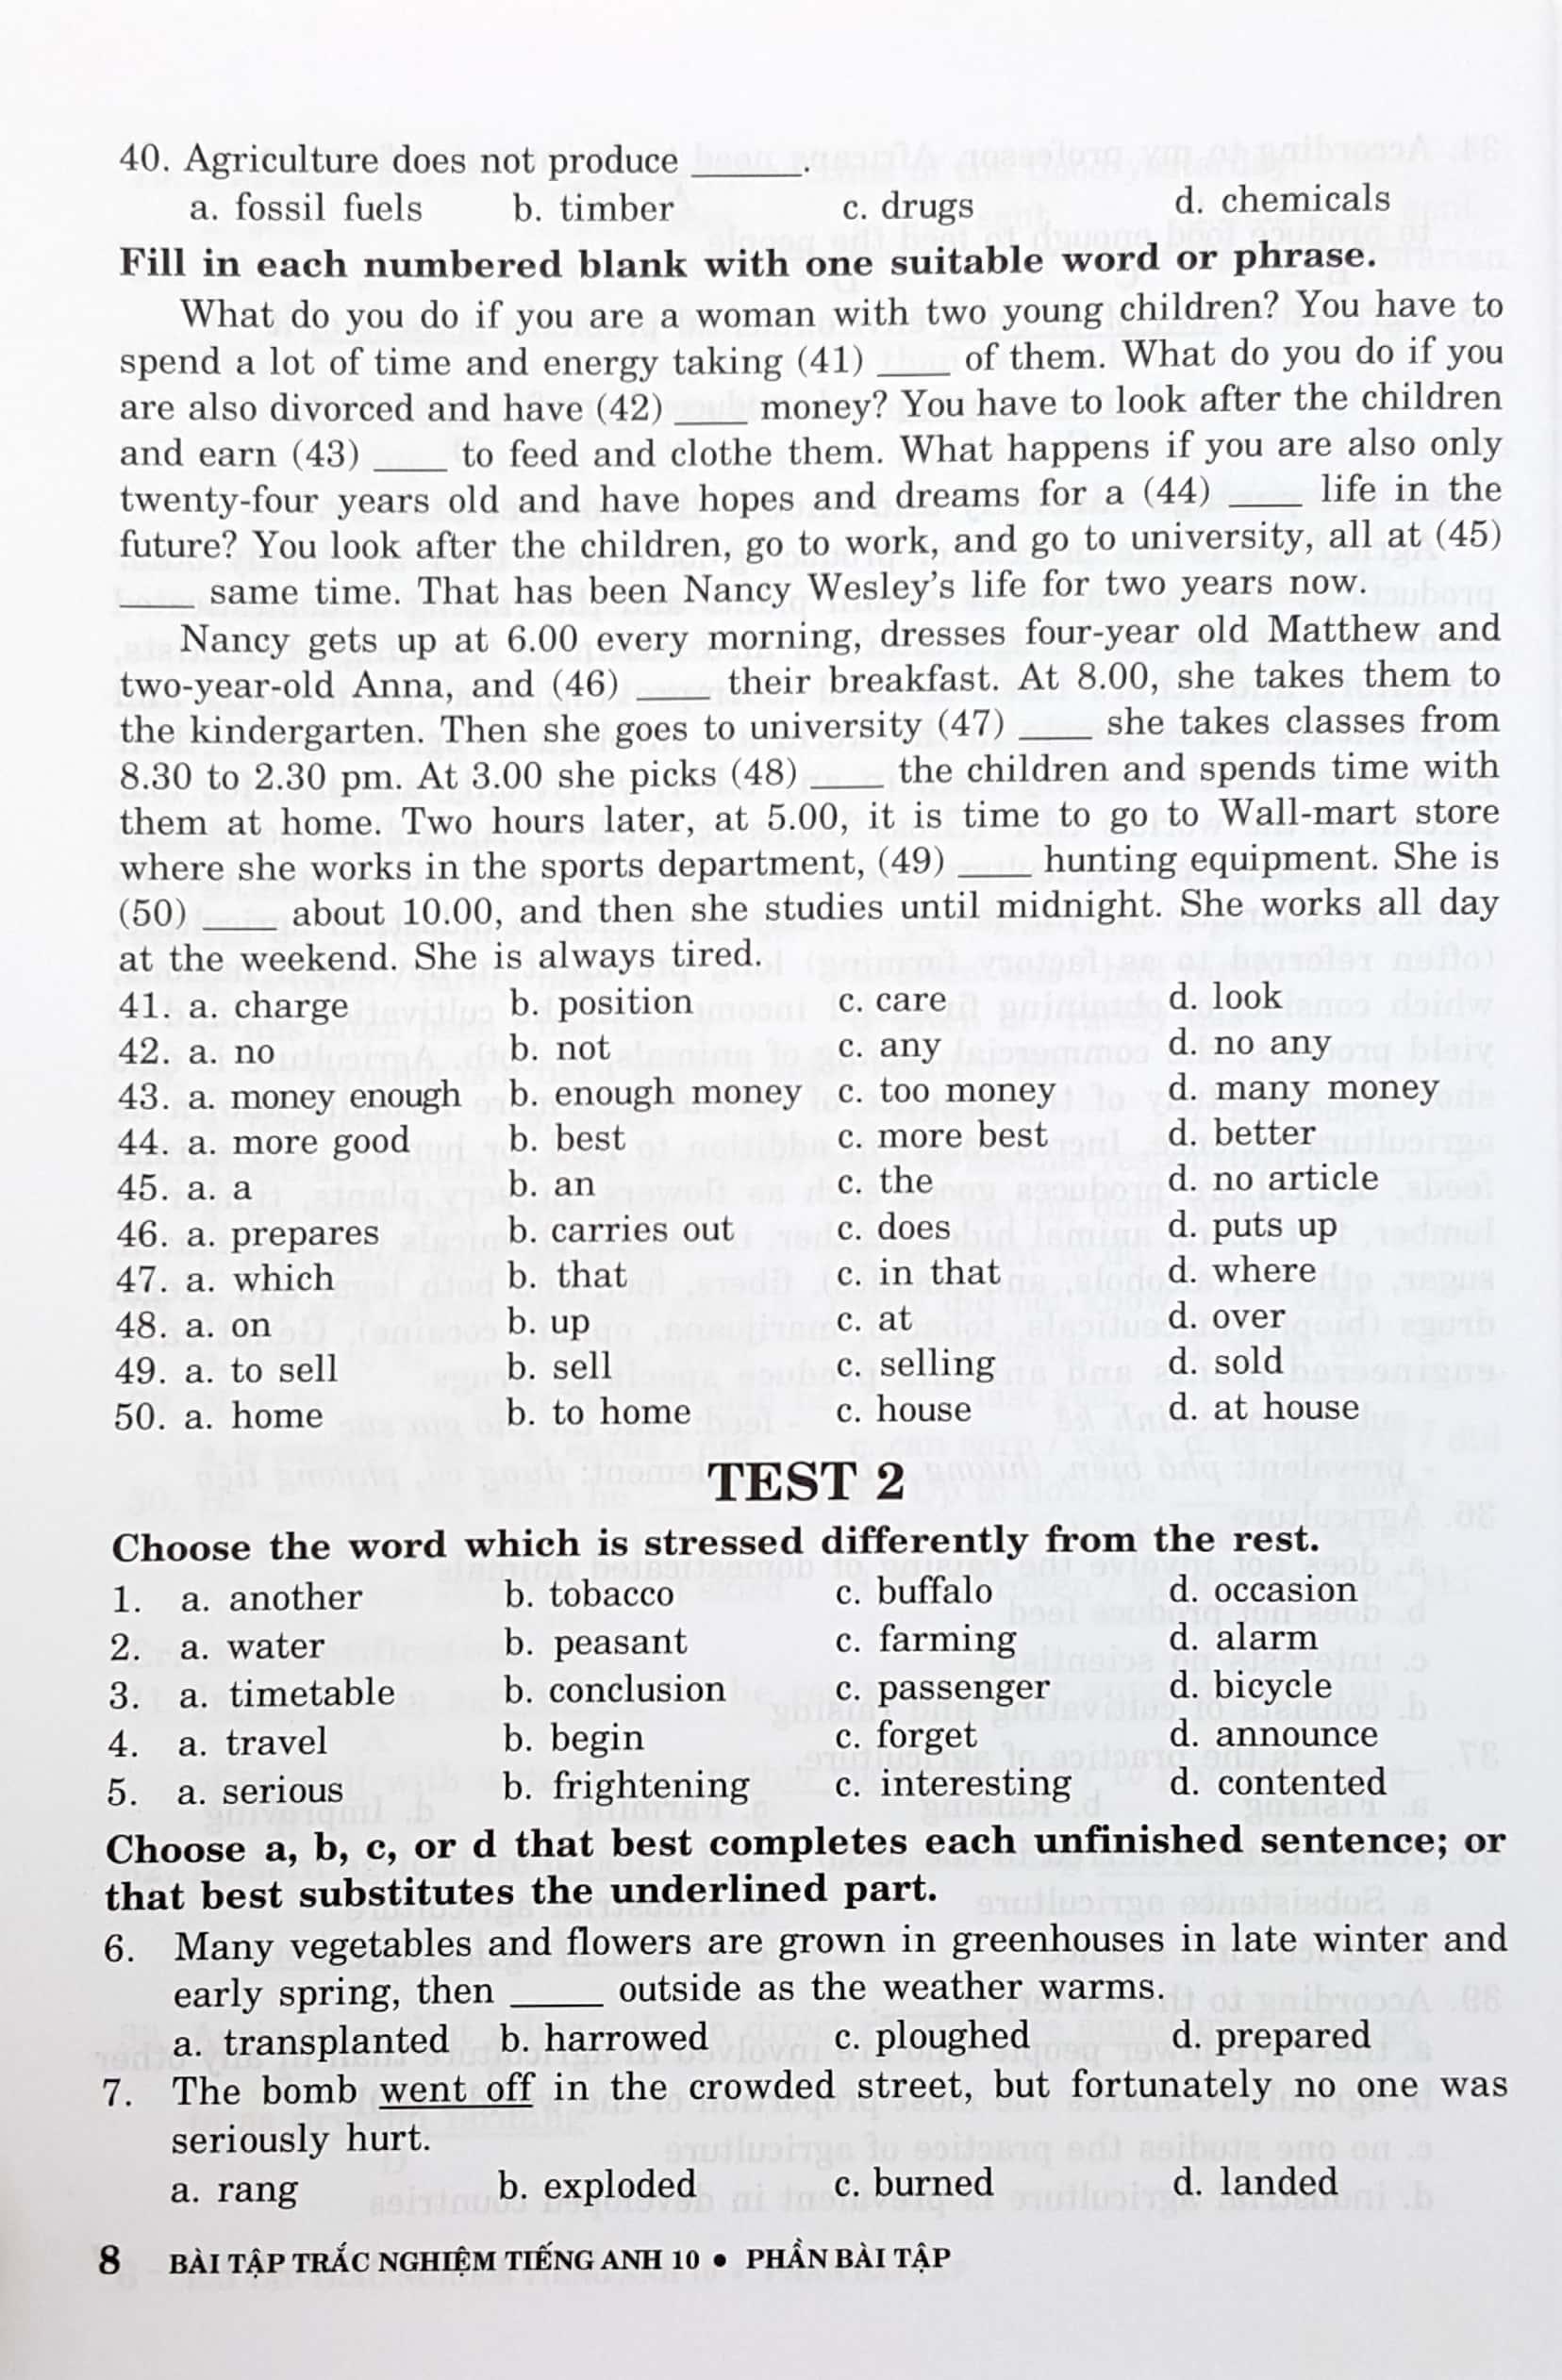 40. Agriculture does not produce ______.
a. fossil fuels b. timber c. drugs d. chemicals
Fill in each numbered blank with one suitable word or phrase.
What do you do if you are a woman with two young children? You have to
spend a lot of time and energy taking (41) ____ of them. What do you do if you
are also divorced and have (42) ____ money? You have to look after the children
and earn (43) ____ to feed and clothe them. What happens if you are also only
twenty-four years old and have hopes and dreams for a (44) ____ life in the
future? You look after the children, go to work, and go to university, all at (45)
____ same time. That has been Nancy Wesley's life for two years now.
Nancy gets up at 6.00 every morning, dresses four-year old Matthew and
two-year-old Anna, and (46) ____ their breakfast. At 8.00, she takes them to
the kindergarten. Then she goes to university (47) ____ she takes classes from
8.30 to 2.30 pm. At 3.00 she picks (48) ____ the children and spends time with
them at home. Two hours later, at 5.00, it is time to go to Wall-mart store
where she works in the sports department, (49) ____ hunting equipment. She is
(50) ____ about 10.00, and then she studies until midnight. She works all day
at the weekend. She is always tired.
41. a. charge b. position c. care d. look
42. a. no b. not c. any d. no any
43. a. money enough b. enough money c. too money d. many money
44. a. more good b. best c. more best d. better
45. a. a b. an c. the d. no article
46. a. prepares b. carries out c. does d. puts up
47. a. which b. that c. in that d. where
48. a. on b. up c. at d. over
49. a. to sell b. sell c. selling d. sold
50. a. home b. to home c. house d. at house
TEST 2
Choose the word which is stressed differently from the rest.
1. a. another b. tobacco c. buffalo d. occasion
2. a. water b. peasant c. farming d. alarm
3. a. timetable b. conclusion c. passenger d. bicycle
4. a. travel b. begin c. forget d. announce
5. a. serious b. frightening c. interesting d. contented
Choose a, b, c, or d that best completes each unfinished sentence; or
that best substitutes the underlined part.
6. Many vegetables and flowers are grown in greenhouses in late winter and
early spring, then _____ outside as the weather warms.
a. transplanted b. harrowed c. ploughed d. prepared
7. The bomb went off in the crowded street, but fortunately no one was
seriously hurt.
a. rang b. exploded c. burned d. landed
8 BÀI TẬP TRẮC NGHIỆM TIẾNG ANH 10 • PHẦN BÀI TẬP